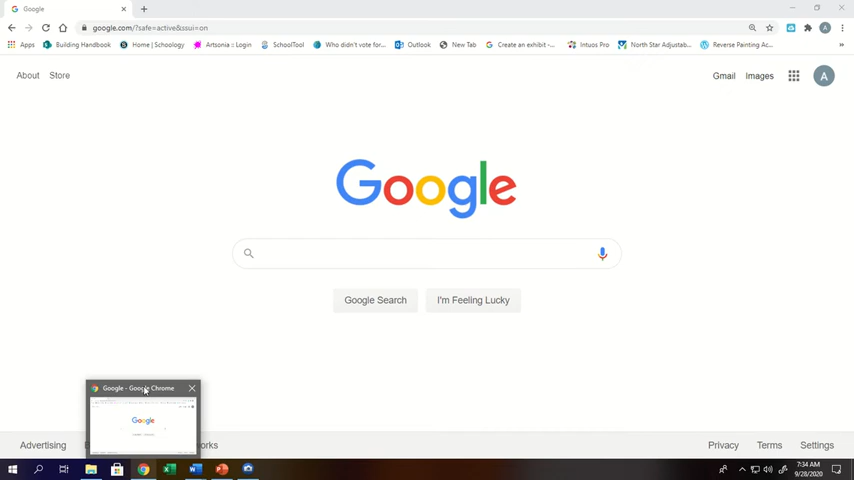 Google
google.com/?safe=active&ssui=on
Apps Building Handbook Home | Schoology Artsonia :: Login SchoolTool Who didn't vote for... Outlook New Tab Create an exhibit -... Intuos Pro North Star Adjustab... Reverse Painting Ac... »
About Store Gmail Images A
Google
Google Search I'm Feeling Lucky
Google - Google Chrome
Google
Advertising Privacy Terms Settings
7:34 AM
9/28/2020